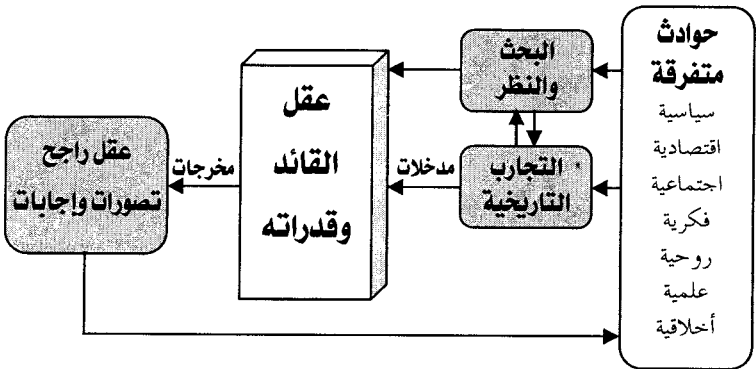 حوادث
متفرقة
سياسية
اقتصادية
اجتماعية
فكرية
روحية
علمية
أخلاقية
البحث
والنظر
التجارب
التاريخية
مدخلات
عقل
القائد
وقدراته
مخرجات
عقل راجح
تصورات وإجابات